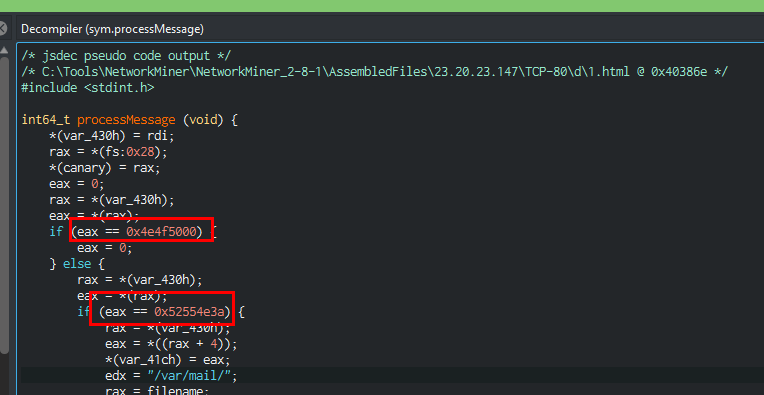 Decompiler (sym.processMessage)
/* jsdec pseudo code output */
/* C:\Tools\NetworkMiner\NetworkMiner_2-8-1\AssembledFiles\23.20.23.147\TCP-80\d\1.html @ 0x40386e */
#include <stdint.h>
int64_t processMessage (void) {
*(var_430h) = rdi;
rax = *(fs:0x28);
*(canary) = rax;
eax = 0;
rax = *(var_430h);
eax = *(rax);
if (eax == 0x4e4f5000) {
eax = 0;
} else {
rax = *(var_430h);
eax = *(rax);
if (eax == 0x52554e3a) {
rax = *(var_430h);
eax = *((rax + 4));
*(var_41ch) = eax;
edx = "/var/mail/";
rax = filename;